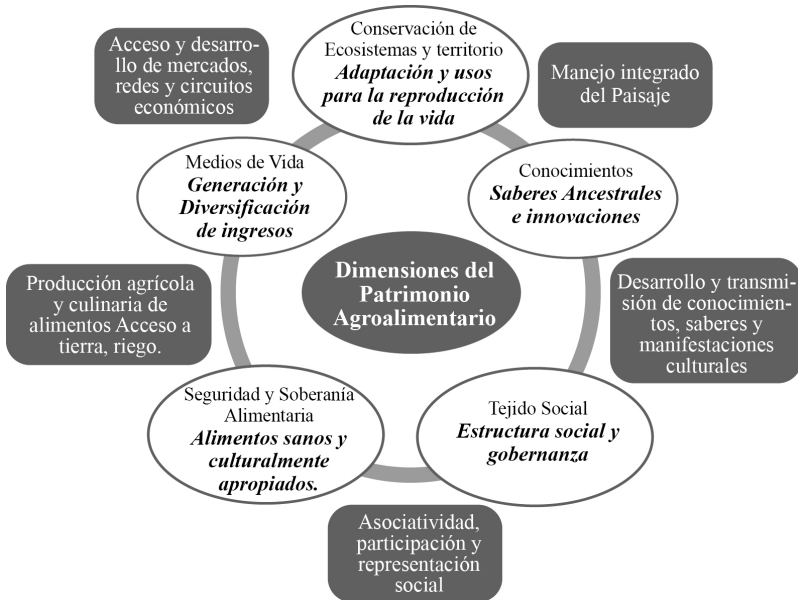 Conservación de
Ecosistemas y territorio
Adaptación y usos
para la reproducción
de la vida
Acceso y desarro-
llo de mercados,
redes y circuitos
económicos
Manejo integrado
del Paisaje
Medios de Vida
Generación y
Diversificación
de ingresos
Conocimientos
Saberes Ancestrales
e innovaciones
Dimensiones del
Patrimonio
Agroalimentario
Producción agrícola
y culinaria de
alimentos Acceso a
tierra, riego.
Desarrollo y transmi-
sión de conocimien-
tos, saberes y
manifestaciones
culturales
Seguridad y Soberanía
Alimentaria
Alimentos sanos y
culturalmente
apropiados.
Tejido Social
Estructura social y
gobernanza
Asociatividad,
participación y
representación
social